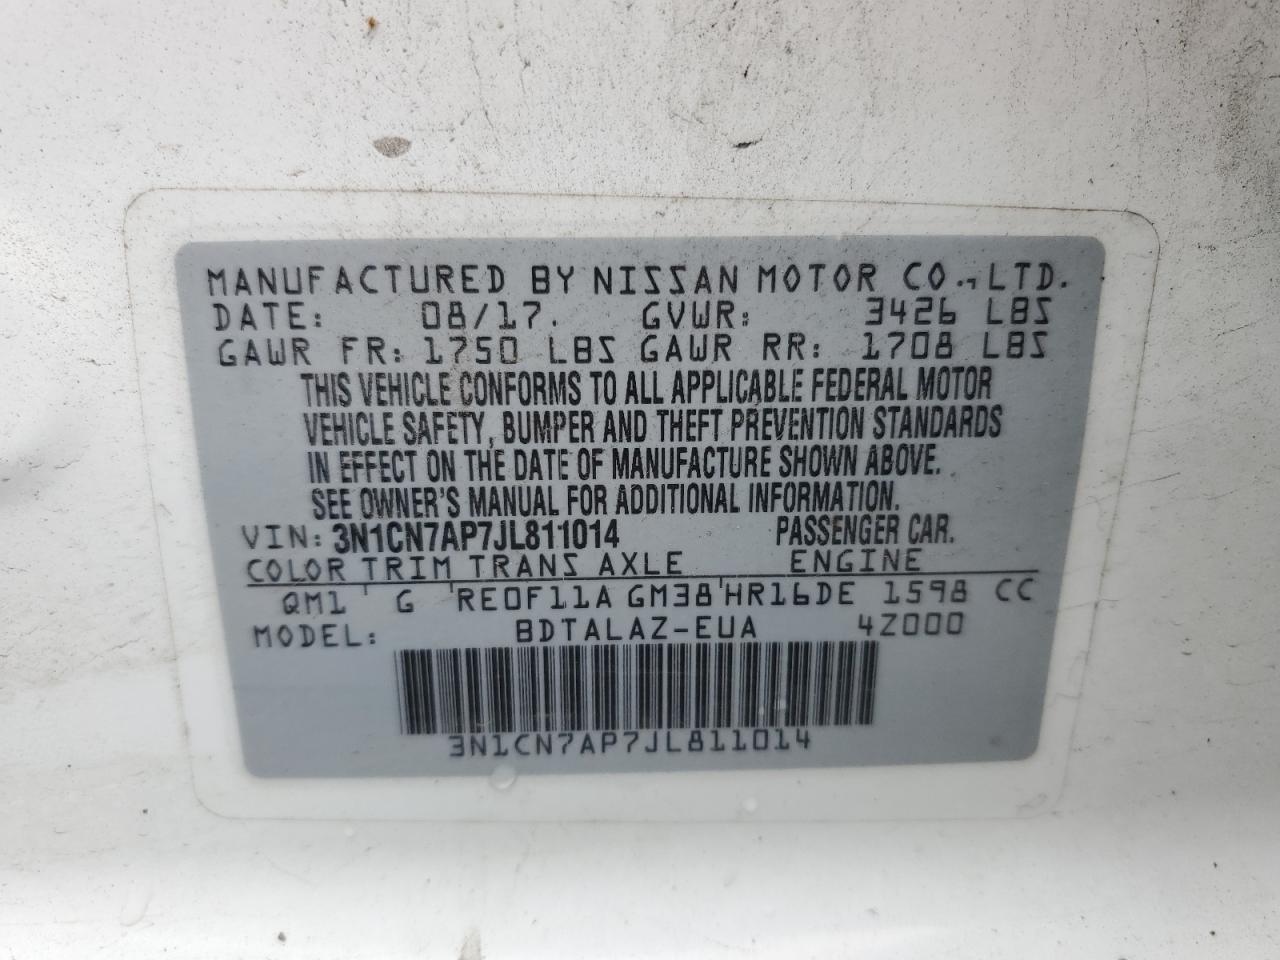 MANUFACTURED BY NISSAN MOTOR CO., LTD.
DATE: 08/17. GVWR: 3426 LBS
GAWR FR: 1750 LBS GAWR RR: 1708 LBS
THIS VEHICLE CONFORMS TO ALL APPLICABLE FEDERAL MOTOR
VEHICLE SAFETY, BUMPER AND THEFT PREVENTION STANDARDS
IN EFFECT ON THE DATE OF MANUFACTURE SHOWN ABOVE.
SEE OWNER'S MANUAL FOR ADDITIONAL INFORMATION.
VIN: 3N1CN7AP7JL811014 PASSENGER CAR.
COLOR TRIM TRANS AXLE ENGINE
QM1 G RE0F11A GM38 HR16DE 1598 CC
MODEL: BDTALAZ-EUA 4Z000
3N1CN7AP7JL811014